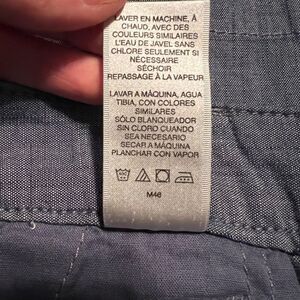 LAVER EN MACHINE, À
CHAUD, AVEC DES
COULEURS SIMILAIRES
L'EAU DE JAVEL SANS
CHLORE SEULEMENT SI
NÉCESSAIRE
SÉCHOIR
REPASSAGE À LA VAPEUR
LAVAR A MÁQUINA, AGUA
TIBIA, CON COLORES
SIMILARES
SÓLO BLANQUEADOR
SIN CLORO CUANDO
SEA NECESARIO
SECAR A MÁQUINA
PLANCHAR CON VAPOR
M46